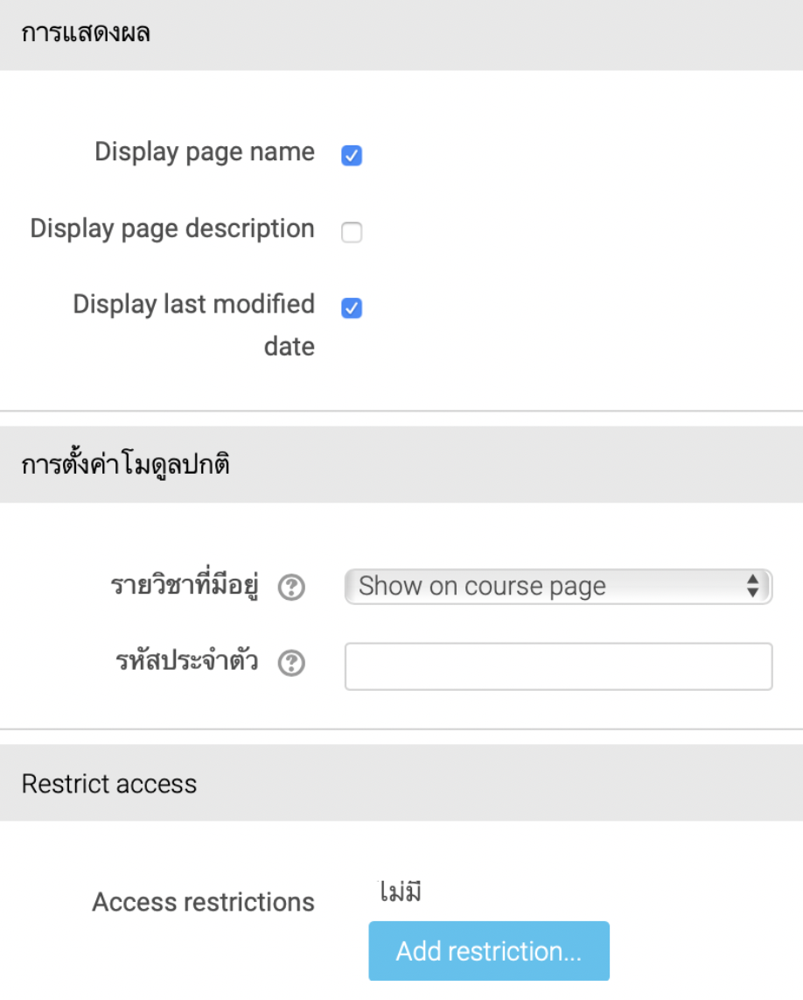 การแสดงผล
Display page name
Display page description
Display last modified
date
การตั้งค่าโมดูลปกติ
รายวิชาที่มีอยู่ ? Show on course page
รหัสประจำตัว ?
Restrict access
Access restrictions ไม่มี
Add restriction...